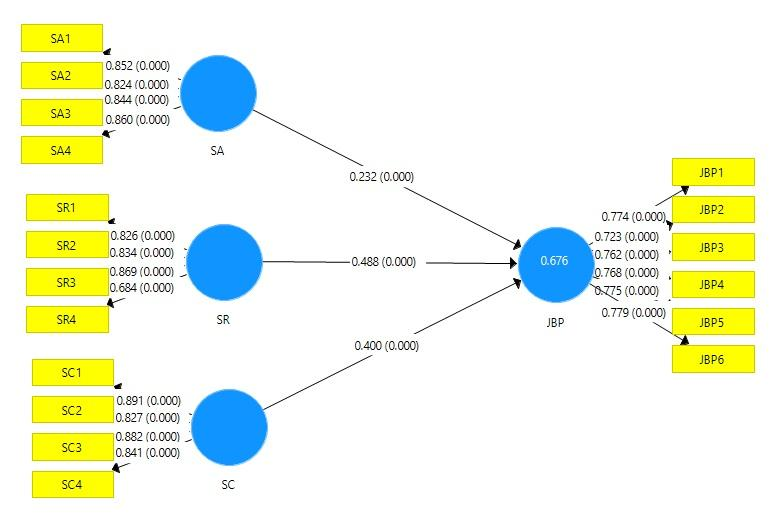 SA1
SA2
SA3
SA4
0.852 (0.000)
0.824 (0.000)
0.844 (0.000)
0.860 (0.000)
SA
0.232 (0.000)
SR1
SR2
SR3
SR4
0.826 (0.000)
0.834 (0.000)
0.869 (0.000)
0.684 (0.000)
SR
0.488 (0.000)
SC1
SC2
SC3
SC4
0.891 (0.000)
0.827 (0.000)
0.882 (0.000)
0.841 (0.000)
SC
0.400 (0.000)
0.676
JBP
0.774 (0.000)
0.723 (0.000)
0.762 (0.000)
0.768 (0.000)
0.775 (0.000)
0.779 (0.000)
JBP1
JBP2
JBP3
JBP4
JBP5
JBP6